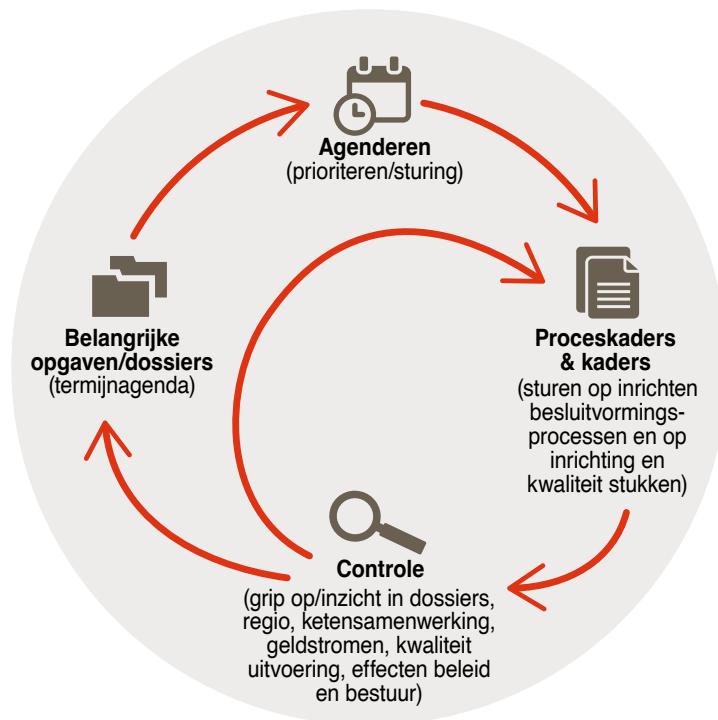 Agenderen
(prioriteren/sturing)
Belangrijke
opgaven/dossiers
(termijnagenda)
Proceskaders
& kaders
(sturen op inrichten
besluitvormings-
processen en op
inrichting en
kwaliteit stukken)
Controle
(grip op/inzicht in dossiers,
regio, ketensamenwerking,
geldstromen, kwaliteit
uitvoering, effecten beleid
en bestuur)